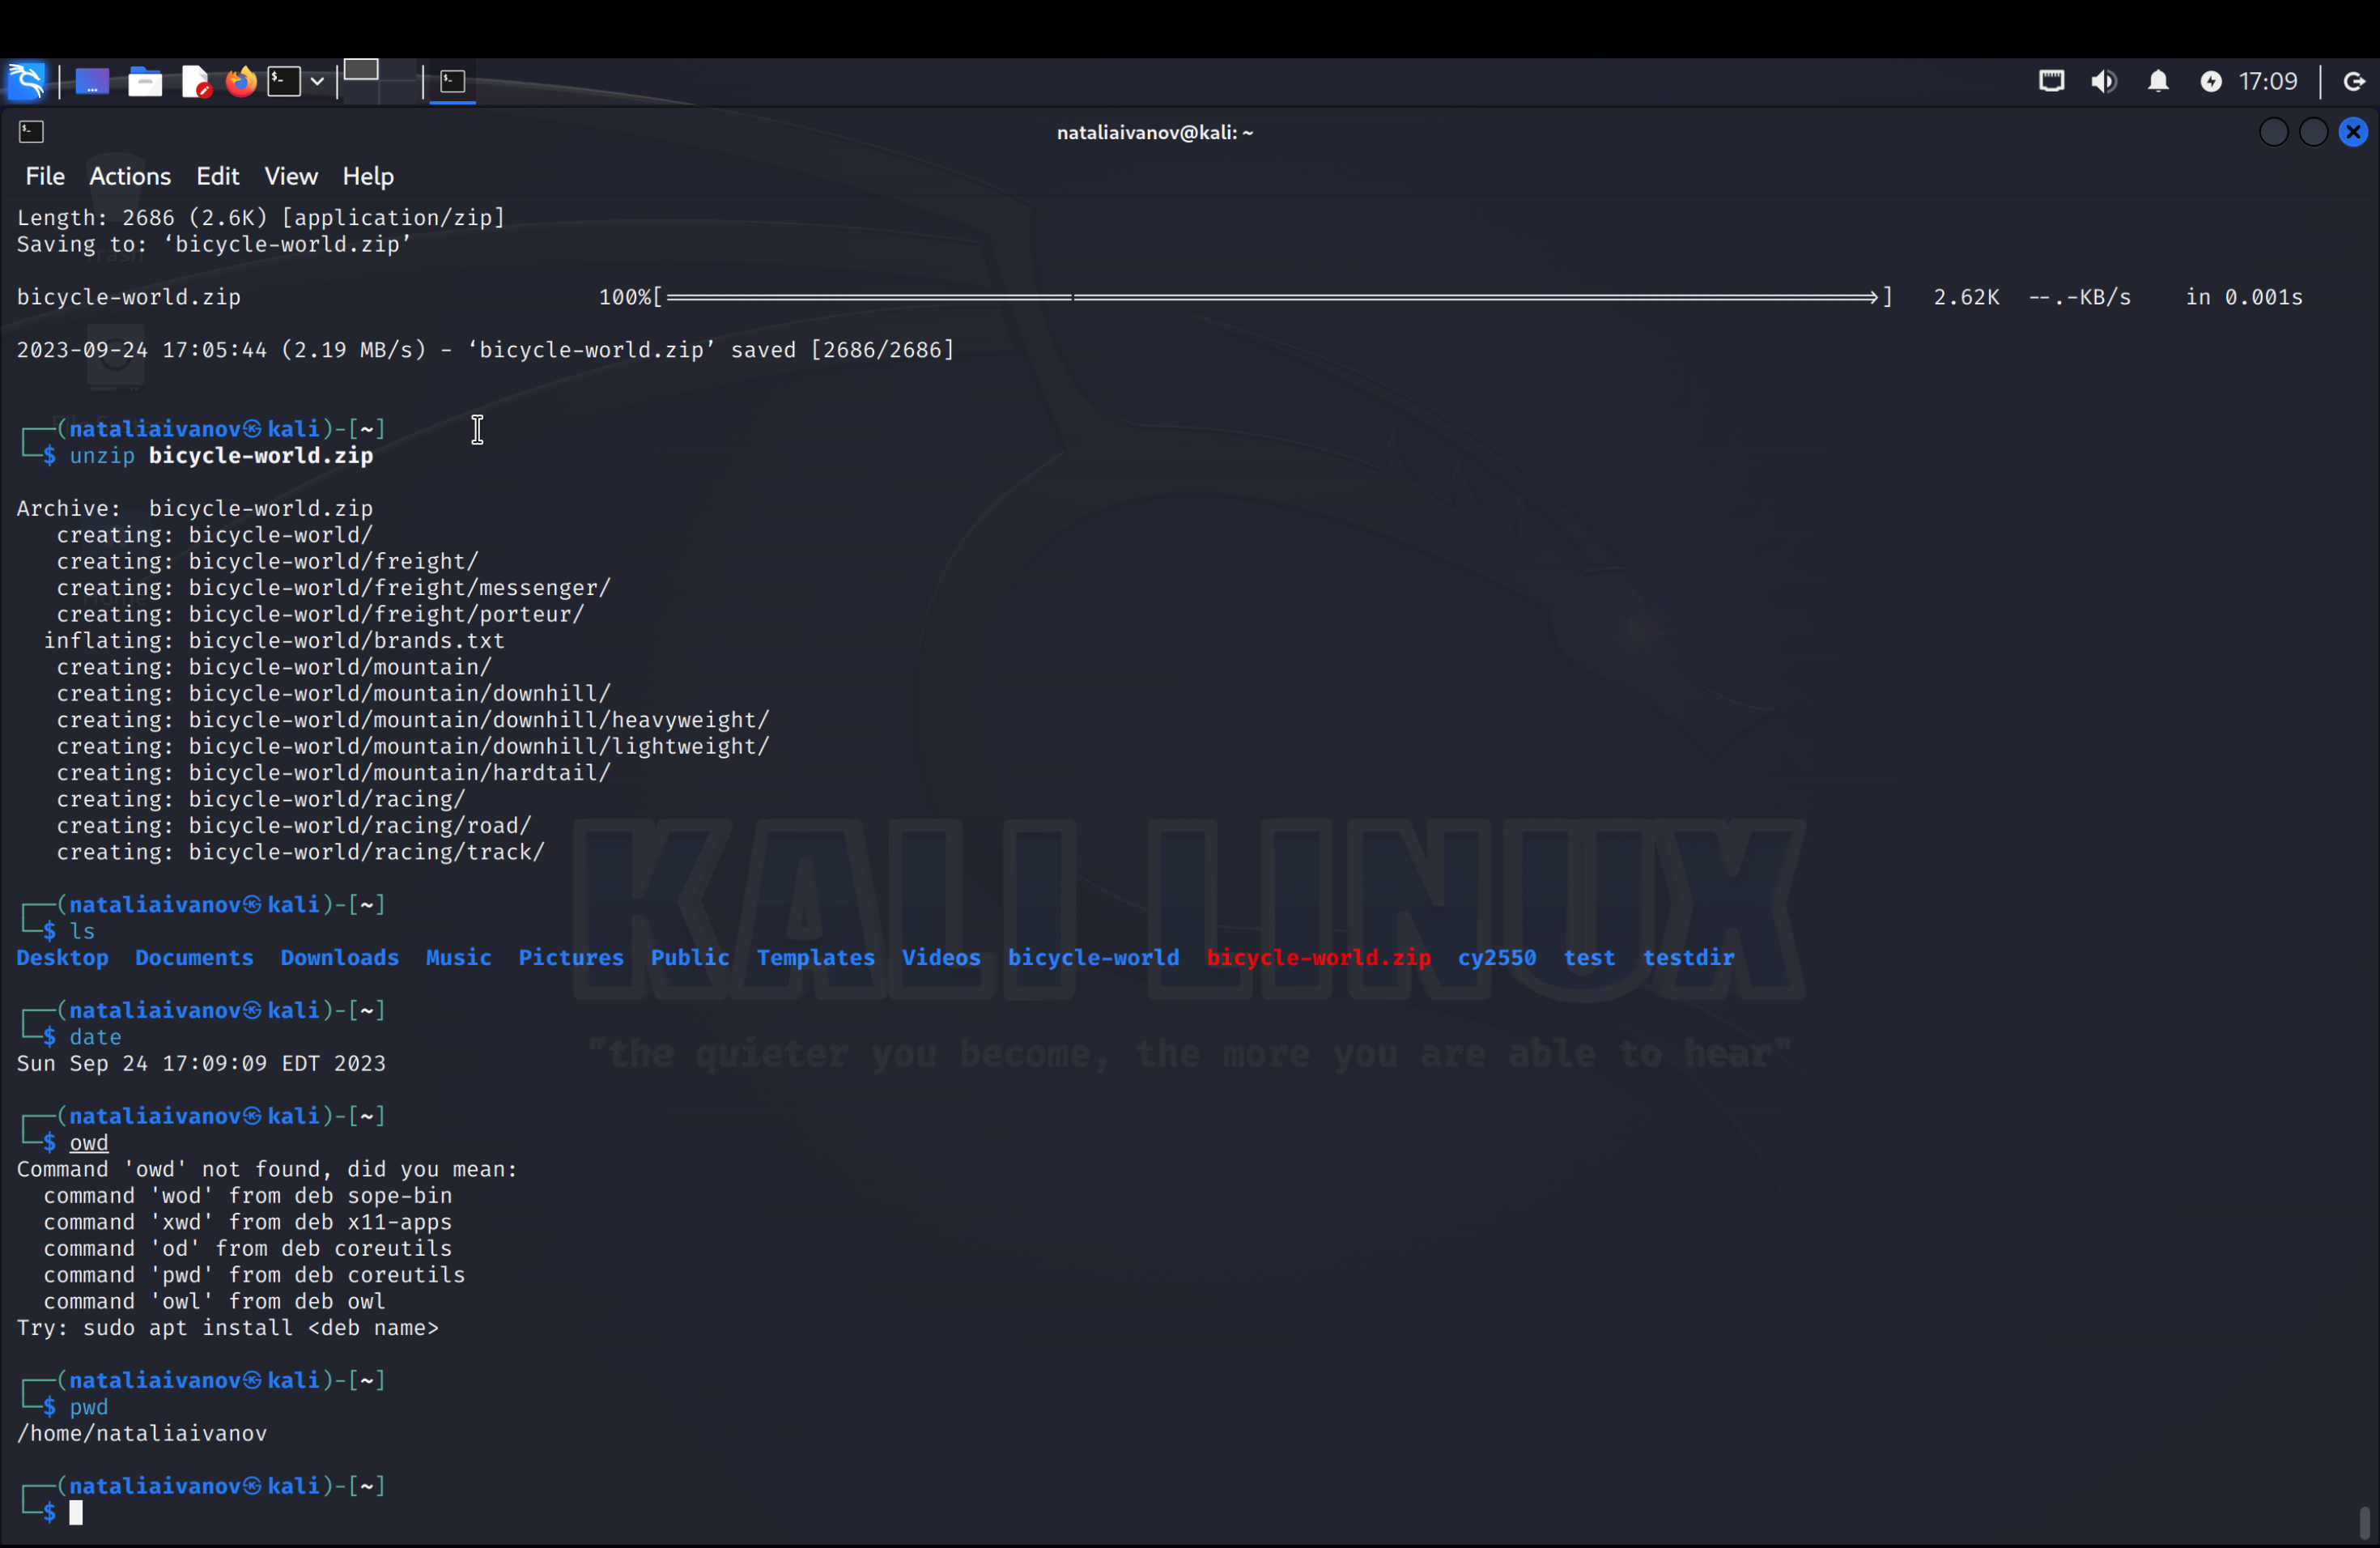 17:09
nataliaivanov@kali: ~
File Actions Edit View Help
Length: 2686 (2.6K) [application/zip]
Saving to: ‘bicycle-world.zip’
bicycle-world.zip 100%[===================>] 2.62K --.-KB/s in 0.001s
2023-09-24 17:05:44 (2.19 MB/s) - ‘bicycle-world.zip’ saved [2686/2686]
┌──(nataliaivanov㉿kali)-[~]
└─$ unzip bicycle-world.zip
Archive:  bicycle-world.zip
   creating: bicycle-world/
   creating: bicycle-world/freight/
   creating: bicycle-world/freight/messenger/
   creating: bicycle-world/freight/porteur/
  inflating: bicycle-world/brands.txt
   creating: bicycle-world/mountain/
   creating: bicycle-world/mountain/downhill/
   creating: bicycle-world/mountain/downhill/heavyweight/
   creating: bicycle-world/mountain/downhill/lightweight/
   creating: bicycle-world/mountain/hardtail/
   creating: bicycle-world/racing/
   creating: bicycle-world/racing/road/
   creating: bicycle-world/racing/track/
┌──(nataliaivanov㉿kali)-[~]
└─$ ls
Desktop  Documents  Downloads  Music  Pictures  Public  Templates  Videos  bicycle-world  bicycle-world.zip  cy2550  test  testdir
┌──(nataliaivanov㉿kali)-[~]
└─$ date
Sun Sep 24 17:09:09 EDT 2023
┌──(nataliaivanov㉿kali)-[~]
└─$ owd
Command 'owd' not found, did you mean:
  command 'wod' from deb sope-bin
  command 'xwd' from deb x11-apps
  command 'od' from deb coreutils
  command 'pwd' from deb coreutils
  command 'owl' from deb owl
Try: sudo apt install <deb name>
┌──(nataliaivanov㉿kali)-[~]
└─$ pwd
/home/nataliaivanov
┌──(nataliaivanov㉿kali)-[~]
└─$
KALI LINUX
"the quieter you become, the more you are able to hear"